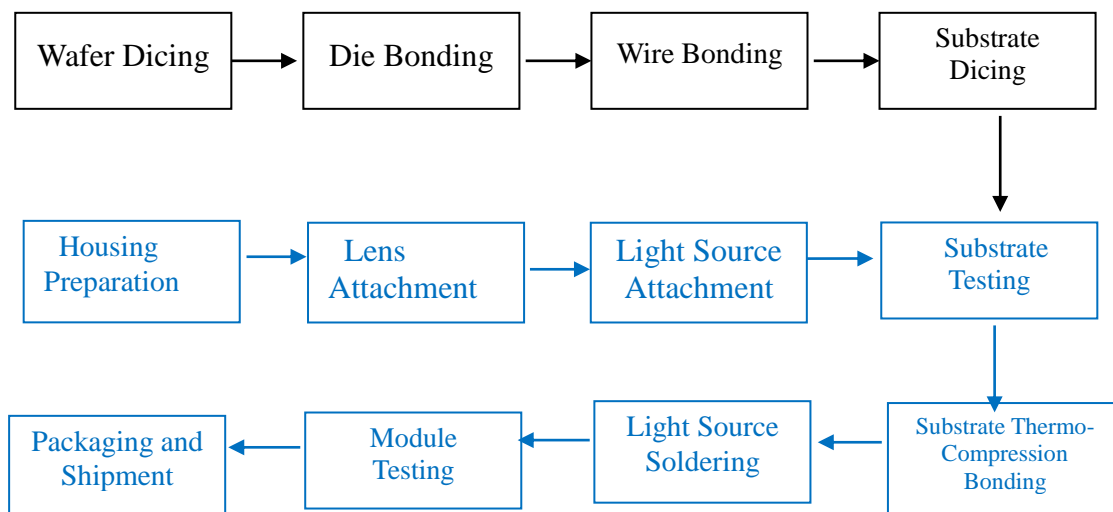 Wafer Dicing
Die Bonding
Wire Bonding
Substrate
Dicing
Housing
Preparation
Lens
Attachment
Light Source
Attachment
Substrate
Testing
Packaging and
Shipment
Module
Testing
Light Source
Soldering
Substrate Thermo-
Compression
Bonding